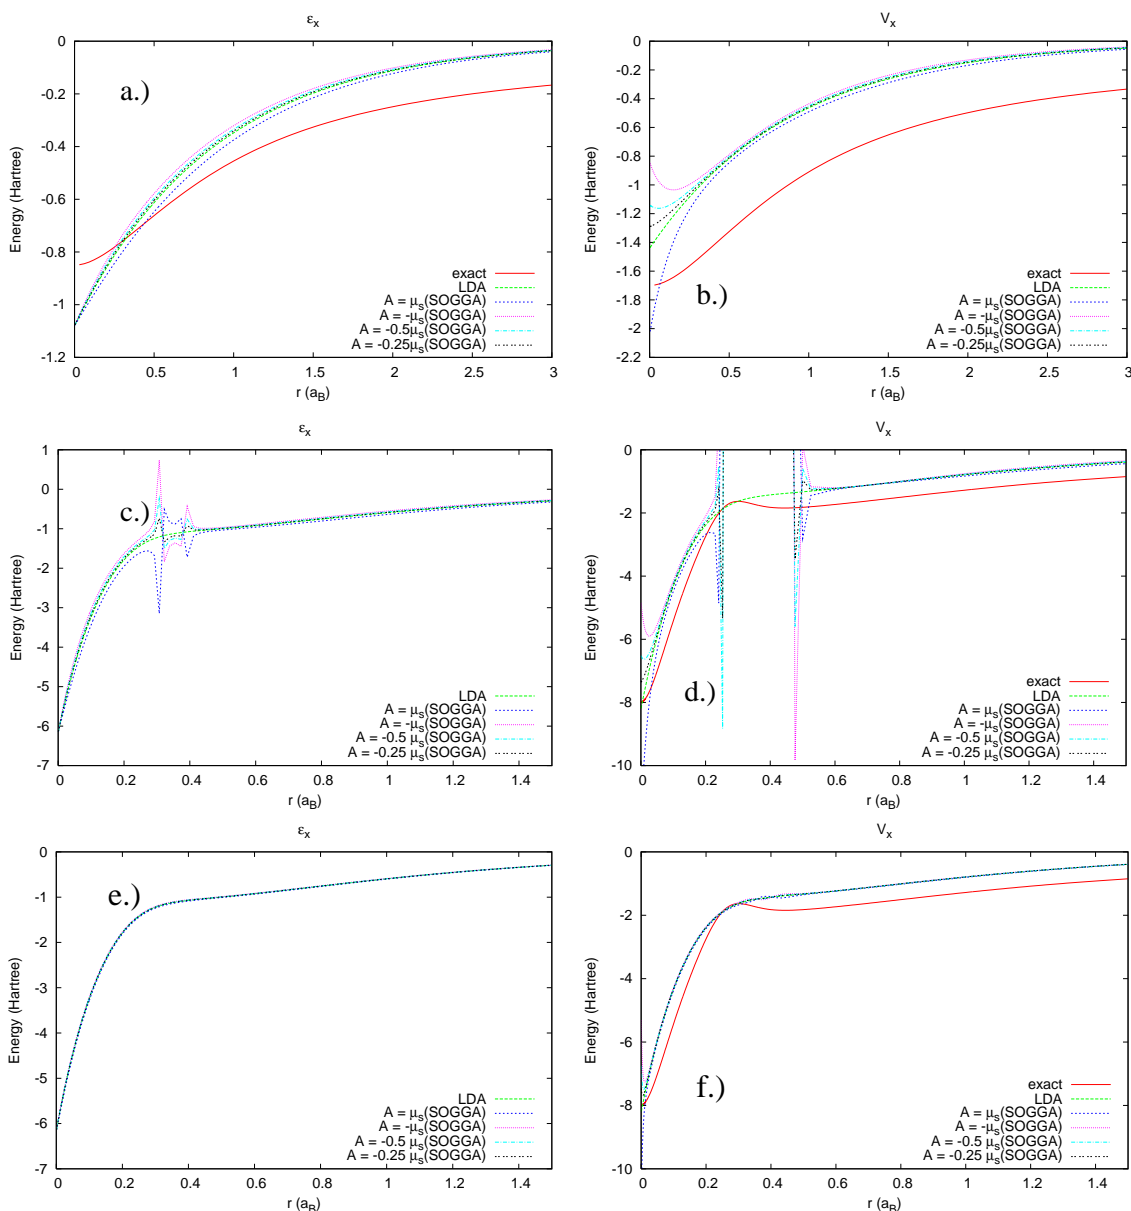 εx
0
-0.2
-0.4
-0.6
-0.8
-1
-1.2
Energy (Hartree)
a.)
exact
LDA
A = μs(SOGGA)
A = -μs(SOGGA)
A = -0.5μs(SOGGA)
A = -0.25μs(SOGGA)
0 0.5 1 1.5 2 2.5 3
r (aB)
Vx
0
-0.2
-0.4
-0.6
-0.8
-1
-1.2
-1.4
-1.6
-1.8
-2
-2.2
Energy (Hartree)
b.)
exact
LDA
A = μs(SOGGA)
A = -μs(SOGGA)
A = -0.5μs(SOGGA)
A = -0.25μs(SOGGA)
0 0.5 1 1.5 2 2.5 3
r (aB)
εx
1
0
-1
-2
-3
-4
-5
-6
-7
Energy (Hartree)
c.)
LDA
A = μs(SOGGA)
A = -μs(SOGGA)
A = -0.5 μs(SOGGA)
A = -0.25 μs(SOGGA)
0 0.2 0.4 0.6 0.8 1 1.2 1.4
r (aB)
Vx
0
-2
-4
-6
-8
-10
Energy (Hartree)
d.)
exact
LDA
A = μs(SOGGA)
A = -μs(SOGGA)
A = -0.5 μs(SOGGA)
A = -0.25 μs(SOGGA)
0 0.2 0.4 0.6 0.8 1 1.2 1.4
r (aB)
εx
0
-1
-2
-3
-4
-5
-6
-7
Energy (Hartree)
e.)
LDA
A = μs(SOGGA)
A = -μs(SOGGA)
A = -0.5 μs(SOGGA)
A = -0.25 μs(SOGGA)
0 0.2 0.4 0.6 0.8 1 1.2 1.4
r (aB)
Vx
0
-2
-4
-6
-8
-10
Energy (Hartree)
f.)
exact
LDA
A = μs(SOGGA)
A = -μs(SOGGA)
A = -0.5 μs(SOGGA)
A = -0.25 μs(SOGGA)
0 0.2 0.4 0.6 0.8 1 1.2 1.4
r (aB)